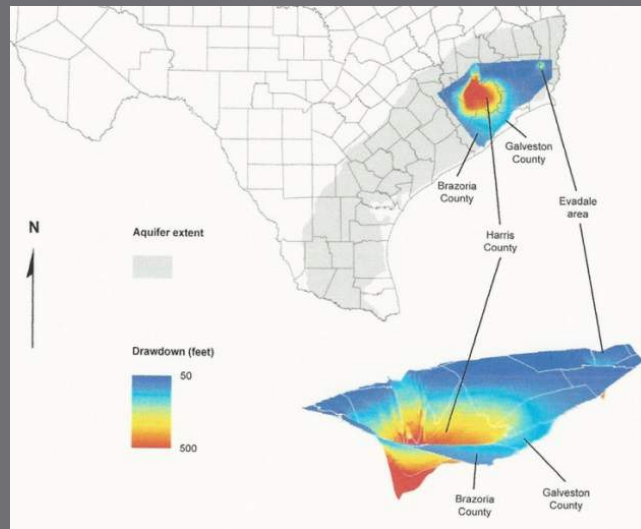 Galveston
County
Brazoria
County
Evadale
area
N
Aquifer extent
Harris
County
Drawdown (feet)
50
500
Brazoria
County
Galveston
County